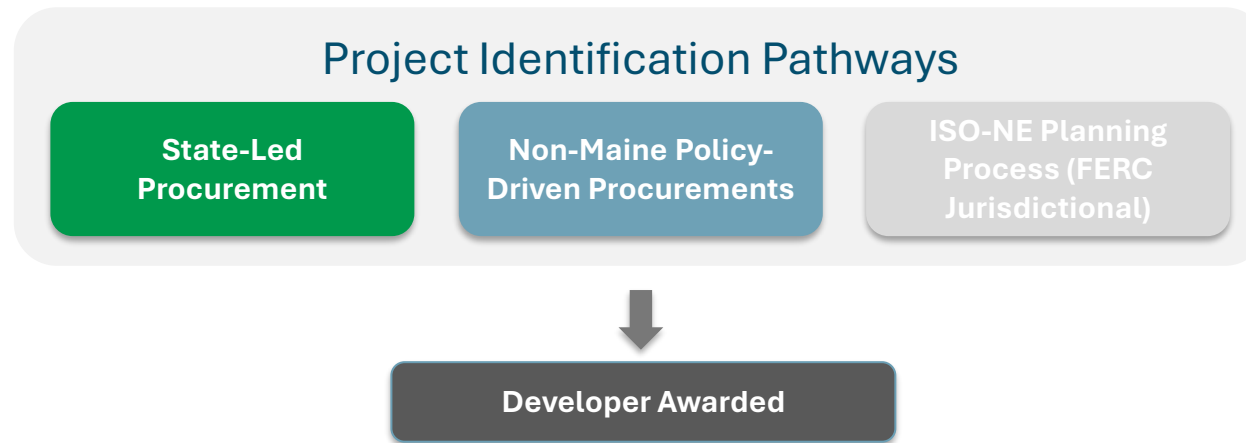 Project Identification Pathways
State-Led
Procurement
Non-Maine Policy-
Driven Procurements
ISO-NE Planning
Process (FERC
Jurisdictional)
Developer Awarded